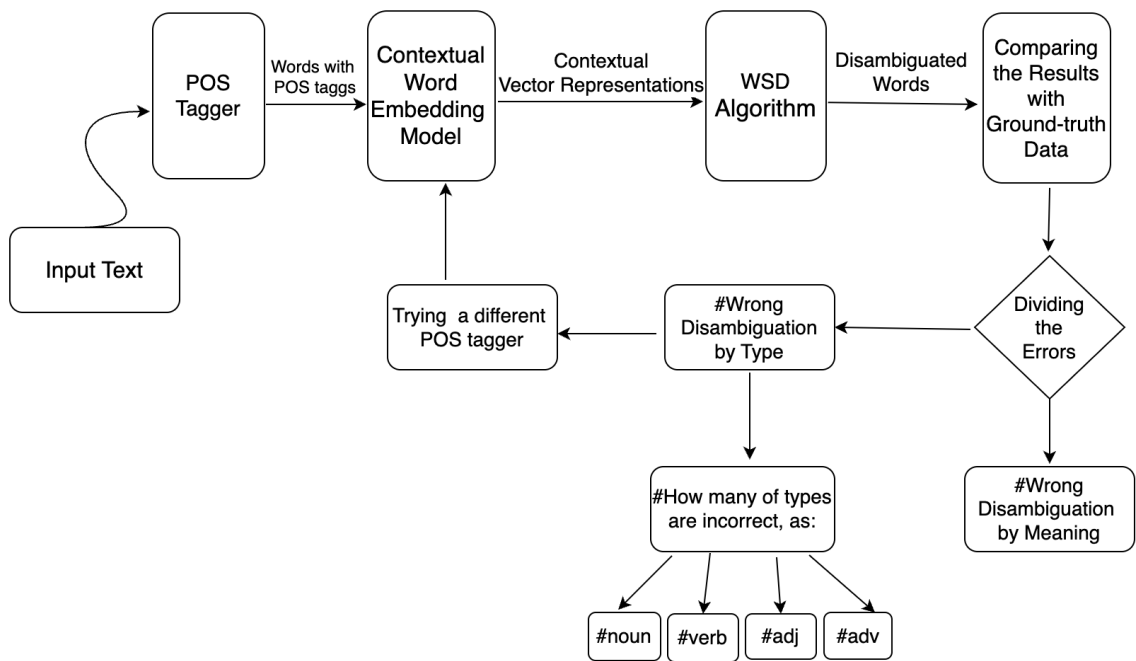 POS
Tagger
Words with
POS taggs
Contextual
Word
Embedding
Model
Contextual
Vector Representations
WSD
Algorithm
Disambiguated
Words
Comparing
the Results
with
Ground-truth
Data
Input Text
Trying a different
POS tagger
#Wrong
Disambiguation
by Type
Dividing
the
Errors
#How many of types
are incorrect, as:
#Wrong
Disambiguation
by Meaning
#noun
#verb
#adj
#adv